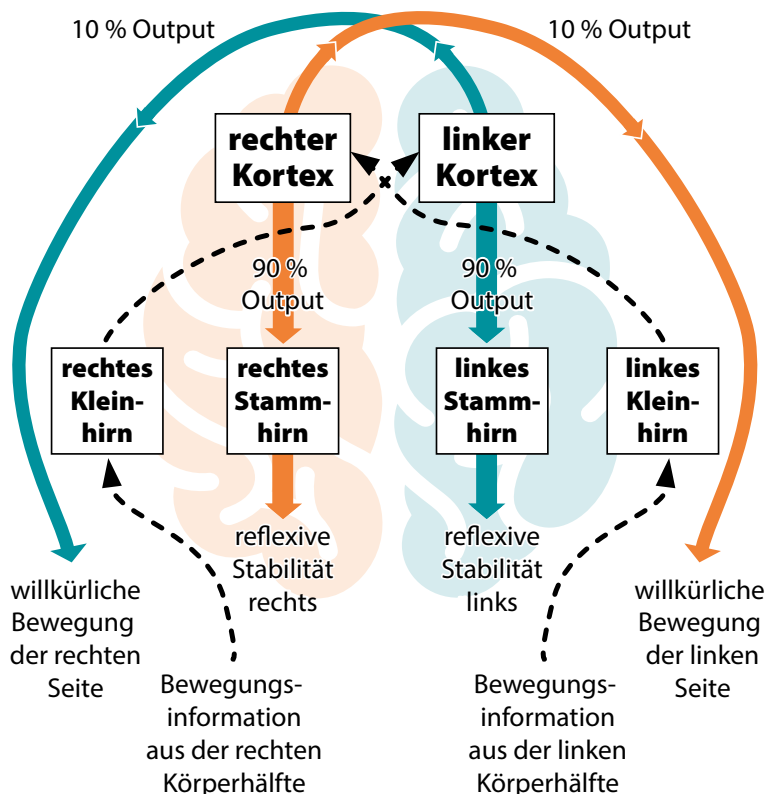 10 % Output
10 % Output
rechter
Kortex
linker
Kortex
90 %
Output
90 %
Output
rechtes
Klein-
hirn
rechtes
Stamm-
hirn
linkes
Stamm-
hirn
linkes
Klein-
hirn
reflexive
Stabilität
rechts
reflexive
Stabilität
links
willkürliche
Bewegung
der rechten
Seite
willkürliche
Bewegung
der linken
Seite
Bewegungs-
information
aus der rechten
Körperhälfte
Bewegungs-
information
aus der linken
Körperhälfte